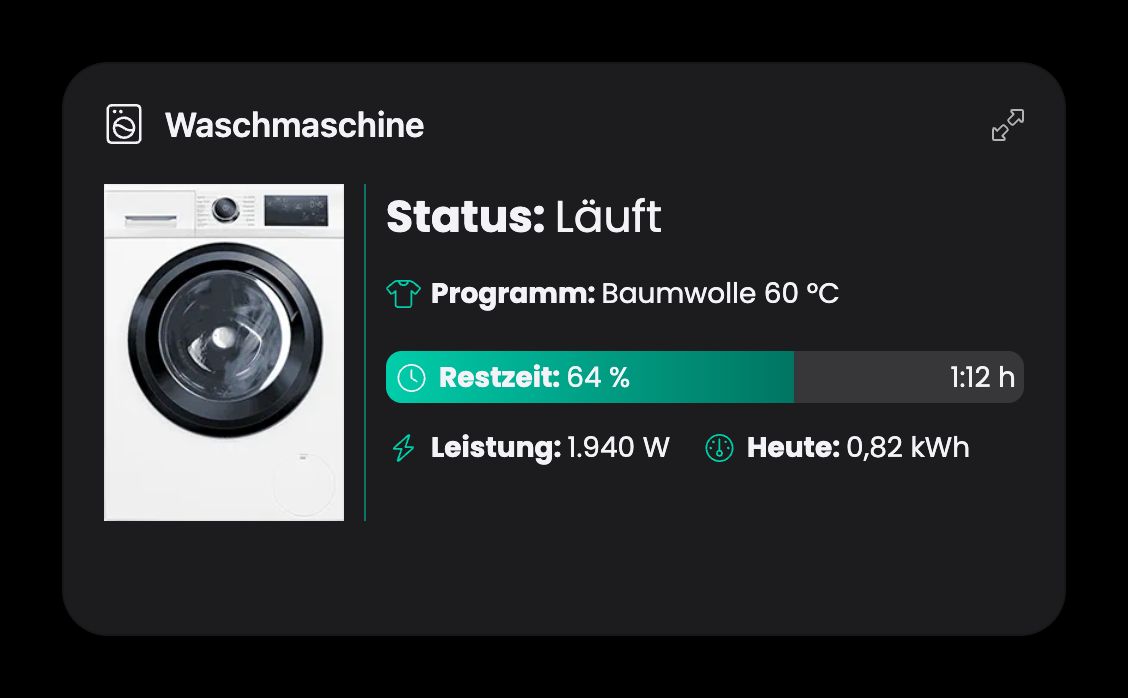 Waschmaschine
Status: Läuft
Programm: Baumwolle 60 °C
Restzeit: 64 % 1:12 h
Leistung: 1.940 W Heute: 0,82 kWh